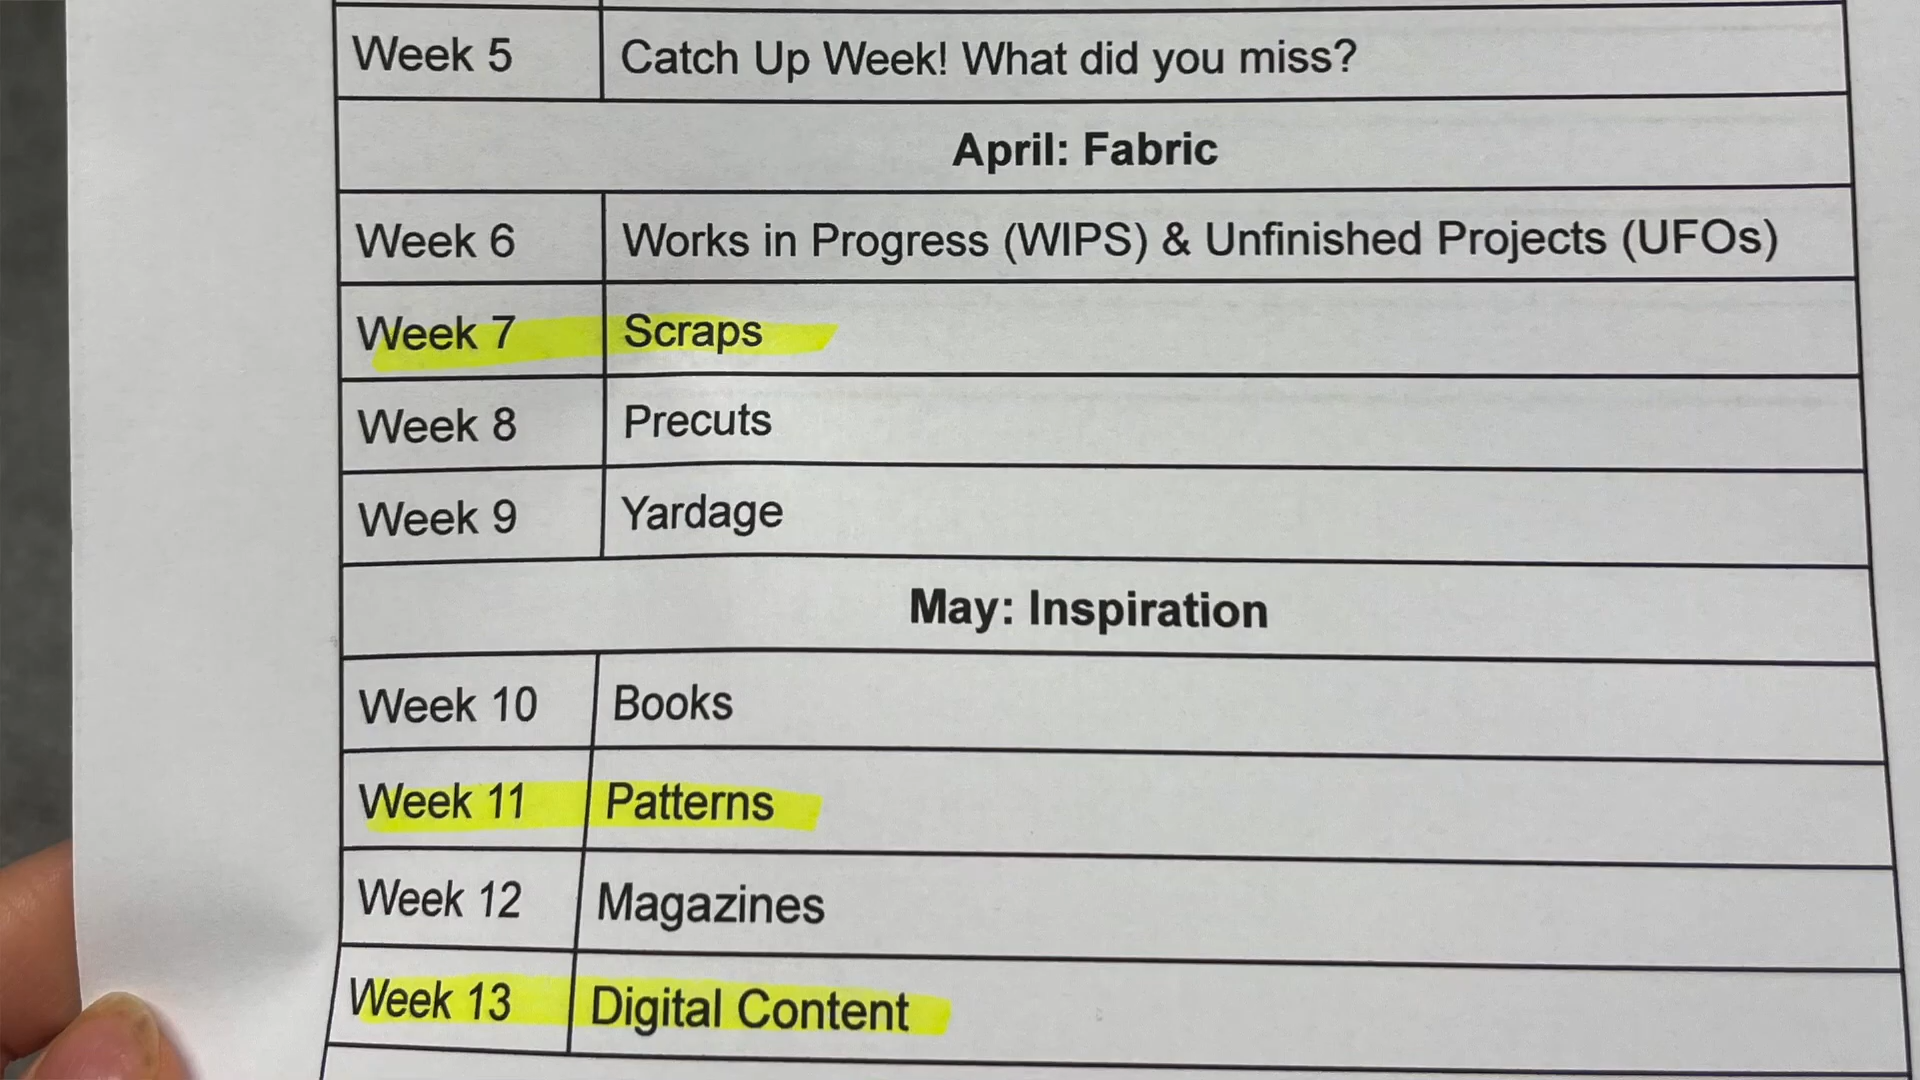 Week 5 Catch Up Week! What did you miss?
April: Fabric
Week 6 Works in Progress (WIPS) & Unfinished Projects (UFOs)
Week 7 Scraps
Week 8 Precuts
Week 9 Yardage
May: Inspiration
Week 10 Books
Week 11 Patterns
Week 12 Magazines
Week 13 Digital Content